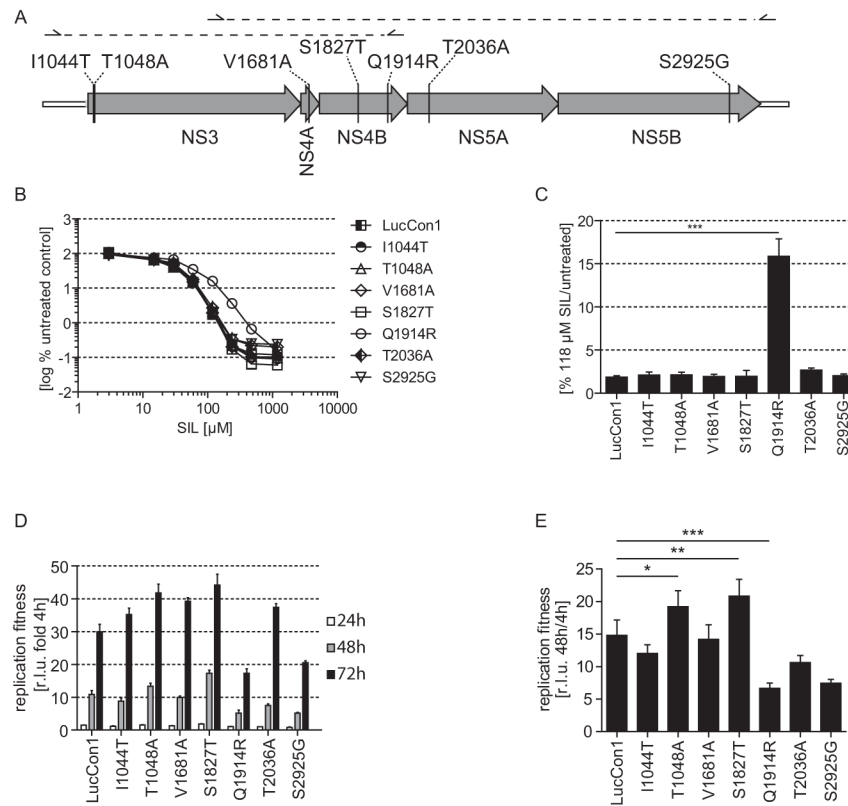 A
I1044T T1048A V1681A S1827T Q1914R T2036A S2925G
NS3 NS4A NS4B NS5A NS5B
B
[log % untreated control]
3
2
1
0
-1
-2
1 10 100 1000 10000
SIL [µM]
LucCon1
I1044T
T1048A
V1681A
S1827T
Q1914R
T2036A
S2925G
C
[% 118 µM SIL/untreated]
20
15
10
5
0
***
LucCon1
I1044T
T1048A
V1681A
S1827T
Q1914R
T2036A
S2925G
D
replication fitness
[r.l.u. fold 4h]
50
40
30
20
10
0
24h
48h
72h
LucCon1
I1044T
T1048A
V1681A
S1827T
Q1914R
T2036A
S2925G
E
replication fitness
[r.l.u. 48h/4h]
25
20
15
10
5
0
***
**
*
LucCon1
I1044T
T1048A
V1681A
S1827T
Q1914R
T2036A
S2925G